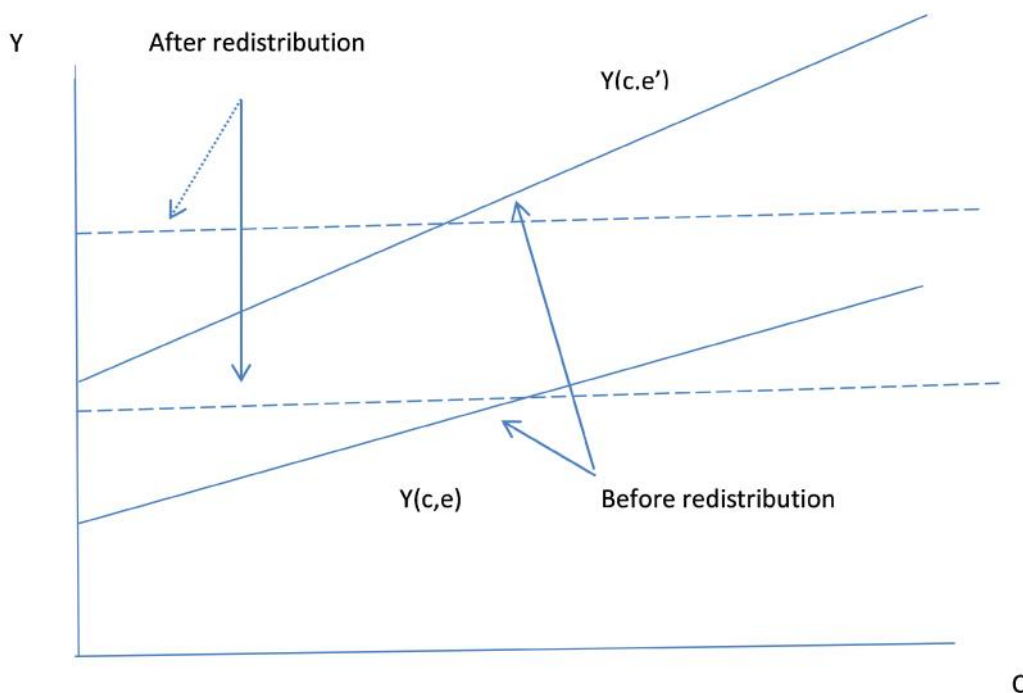 Y
After redistribution
Y(c.e’)
Y(c,e)
Before redistribution
C